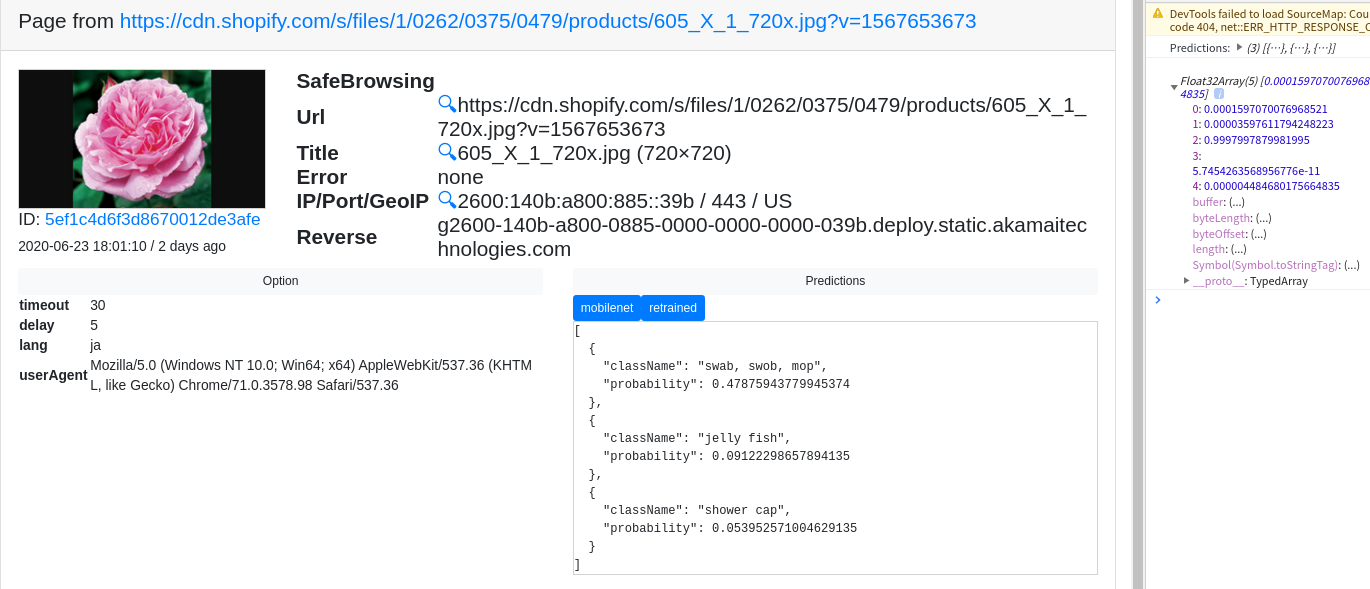 Page from https://cdn.shopify.com/s/files/1/0262/0375/0479/products/605_X_1_720x.jpg?v=1567653673
SafeBrowsing
Url
https://cdn.shopify.com/s/files/1/0262/0375/0479/products/605_X_1_
720x.jpg?v=1567653673
Title 605_X_1_720x.jpg (720×720)
Error none
IP/Port/GeoIP 2600:140b:a800:885::39b / 443 / US
Reverse
g2600-140b-a800-0885-0000-0000-0000-039b.deploy.static.akamaitec
hnologies.com
ID: 5ef1c4d6f3d8670012de3afe
2020-06-23 18:01:10 / 2 days ago
Option
timeout 30
delay 5
lang ja
userAgent
Mozilla/5.0 (Windows NT 10.0; Win64; x64) AppleWebKit/537.36 (KHTM
L, like Gecko) Chrome/71.0.3578.98 Safari/537.36
Predictions
mobilenet retrained
[
{
"className": "swab, swob, mop",
"probability": 0.47875943779945374
},
{
"className": "jelly fish",
"probability": 0.09122298657894135
},
{
"className": "shower cap",
"probability": 0.053952571004629135
}
]
DevTools failed to load SourceMap: Cou
code 404, net::ERR_HTTP_RESPONSE_C
Predictions: (3) [{…}, {…}, {…}]
Float32Array(5) [0.0001597070076968
4835]
0: 0.0001597070076968521
1: 0.00003597611794248223
2: 0.9997997879981995
3:
5.7454263568956776e-11
4: 0.000004484680175664835
buffer: (...)
byteLength: (...)
byteOffset: (...)
length: (...)
Symbol(Symbol.toStringTag): (...)
__proto__: TypedArray